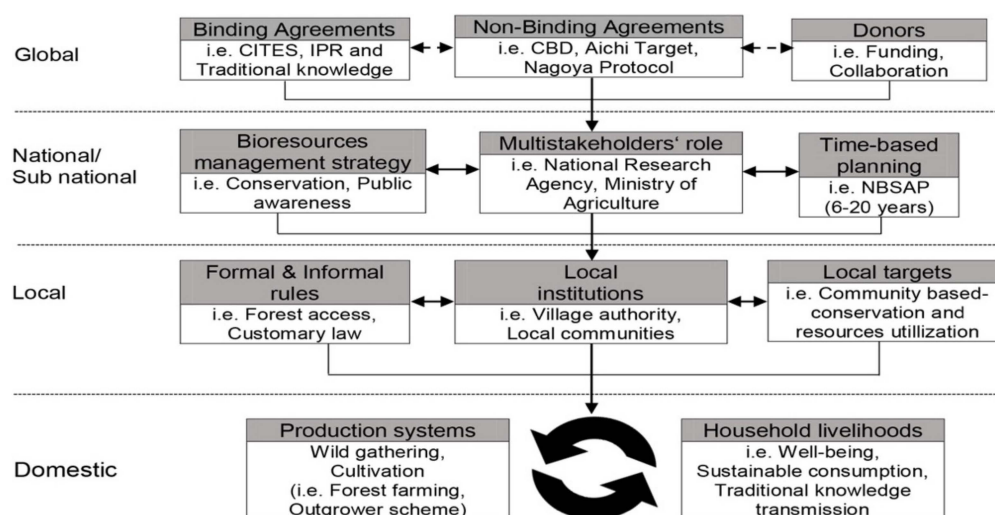 Global
Binding Agreements
i.e. CITES, IPR and
Traditional knowledge
Non-Binding Agreements
i.e. CBD, Aichi Target,
Nagoya Protocol
Donors
i.e. Funding,
Collaboration
National/
Sub national
Bioresources
management strategy
i.e. Conservation, Public
awareness
Multistakeholders‘ role
i.e. National Research
Agency, Ministry of
Agriculture
Time-based
planning
i.e. NBSAP
(6-20 years)
Local
Formal & Informal
rules
i.e. Forest access,
Customary law
Local
institutions
i.e. Village authority,
Local communities
Local targets
i.e. Community based-
conservation and
resources utillization
Domestic
Production systems
Wild gathering,
Cultivation
(i.e. Forest farming,
Outgrower scheme)
Household livelihoods
i.e. Well-being,
Sustainable consumption,
Traditional knowledge
transmission